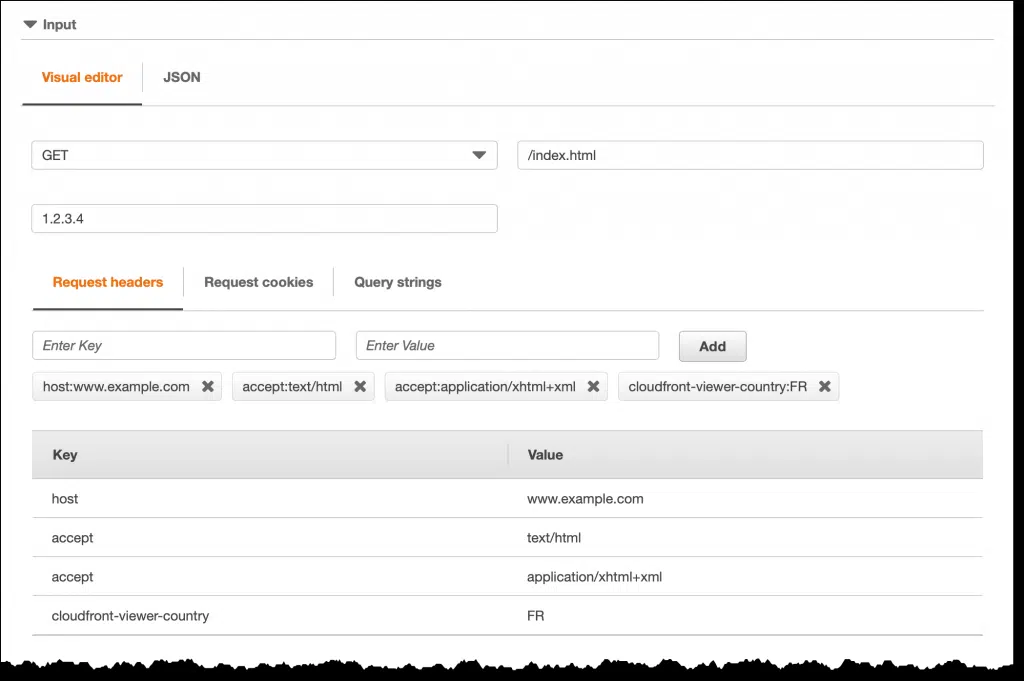 Input
Visual editor JSON
GET /index.html
1.2.3.4
Request headers Request cookies Query strings
Enter Key Enter Value Add
host:www.example.com accept:text/html accept:application/xhtml+xml cloudfront-viewer-country:FR
Key Value
host www.example.com
accept text/html
accept application/xhtml+xml
cloudfront-viewer-country FR